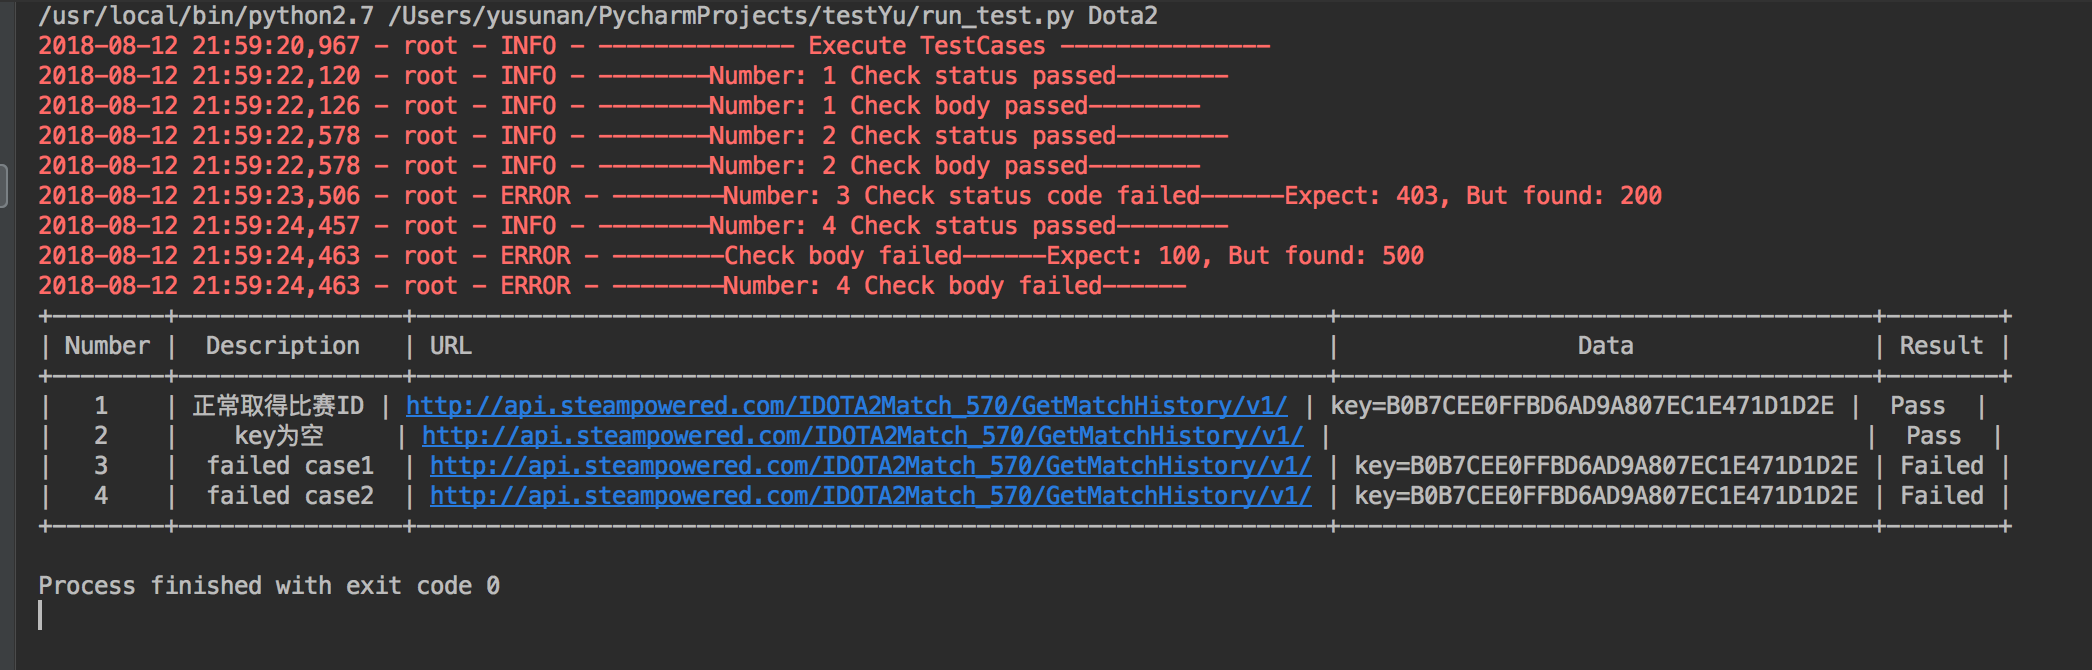 /usr/local/bin/python2.7 /Users/yusunan/PycharmProjects/testYu/run_test.py Dota2
2018-08-12 21:59:20,967 - root - INFO - -------------- Execute TestCases ---------------
2018-08-12 21:59:22,120 - root - INFO - --------Number: 1 Check status passed--------
2018-08-12 21:59:22,126 - root - INFO - --------Number: 1 Check body passed--------
2018-08-12 21:59:22,578 - root - INFO - --------Number: 2 Check status passed--------
2018-08-12 21:59:22,578 - root - INFO - --------Number: 2 Check body passed--------
2018-08-12 21:59:23,506 - root - ERROR - --------Number: 3 Check status code failed------Expect: 403, But found: 200
2018-08-12 21:59:24,457 - root - INFO - --------Number: 4 Check status passed--------
2018-08-12 21:59:24,463 - root - ERROR - --------Check body failed------Expect: 100, But found: 500
2018-08-12 21:59:24,463 - root - ERROR - --------Number: 4 Check body failed------
| Number | Description | URL | Data | Result |
| 1 | 正常取得比赛ID | http://api.steampowered.com/IDOTA2Match_570/GetMatchHistory/v1/ | key=B0B7CEE0FFBD6AD9A807EC1E471D1D2E | Pass |
| 2 | key为空 | http://api.steampowered.com/IDOTA2Match_570/GetMatchHistory/v1/ | | Pass |
| 3 | failed case1 | http://api.steampowered.com/IDOTA2Match_570/GetMatchHistory/v1/ | key=B0B7CEE0FFBD6AD9A807EC1E471D1D2E | Failed |
| 4 | failed case2 | http://api.steampowered.com/IDOTA2Match_570/GetMatchHistory/v1/ | key=B0B7CEE0FFBD6AD9A807EC1E471D1D2E | Failed |
Process finished with exit code 0